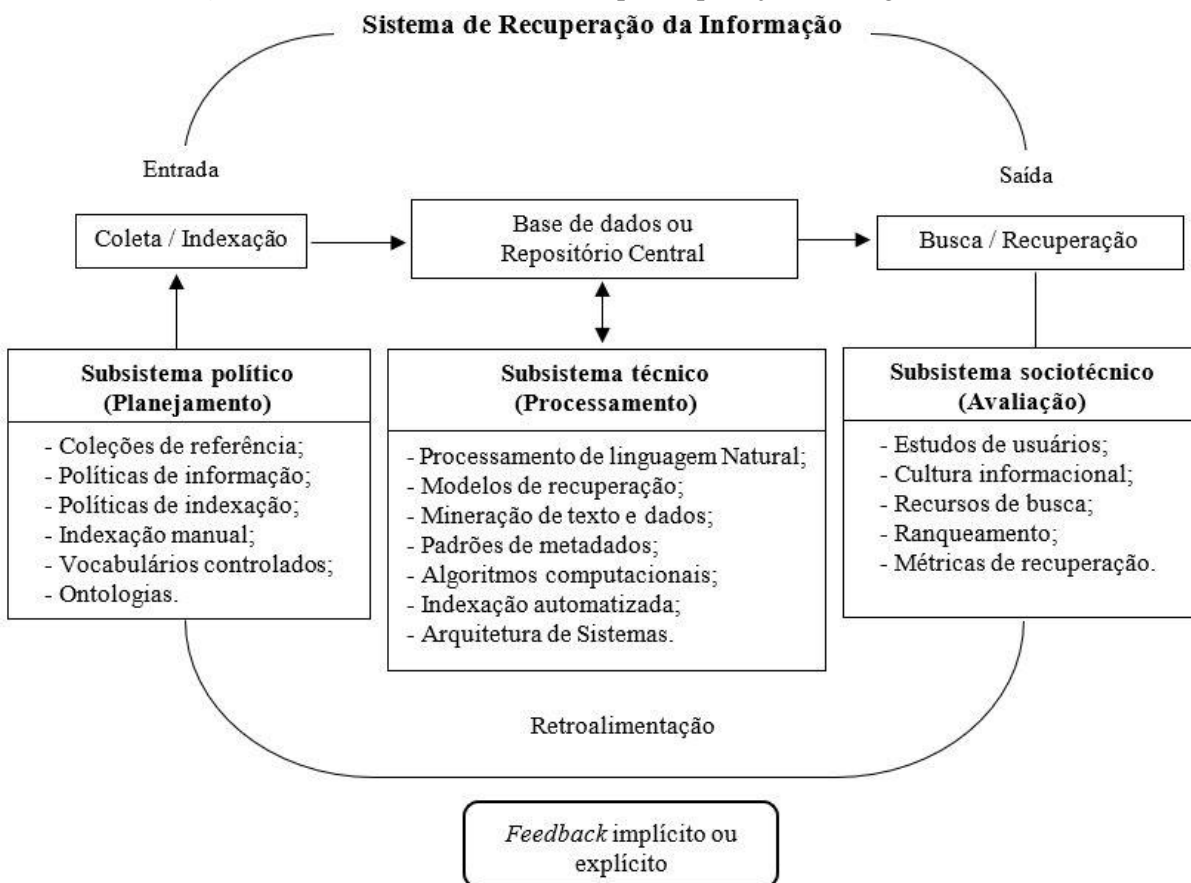 Sistema de Recuperação da Informação
Entrada
Saída
Coleta / Indexação
Base de dados ou
Repositório Central
Busca / Recuperação
Subsistema político
(Planejamento)
- Coleções de referência;
- Políticas de informação;
- Políticas de indexação;
- Indexação manual;
- Vocabulários controlados;
- Ontologias.
Subsistema técnico
(Processamento)
- Processamento de linguagem Natural;
- Modelos de recuperação;
- Mineração de texto e dados;
- Padrões de metadados;
- Algoritmos computacionais;
- Indexação automatizada;
- Arquitetura de Sistemas.
Subsistema sociotécnico
(Avaliação)
- Estudos de usuários;
- Cultura informacional;
- Recursos de busca;
- Ranqueamento;
- Métricas de recuperação.
Retroalimentação
Feedback implícito ou
explícito